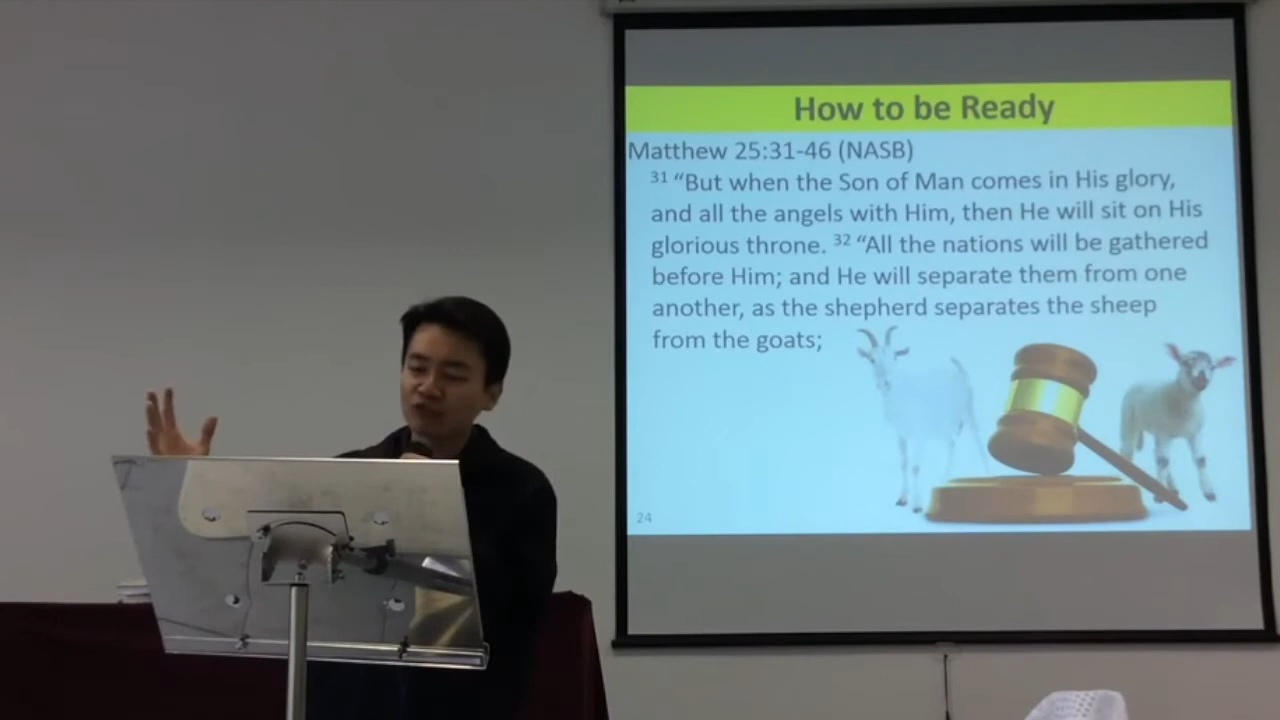 How to be Ready
Matthew 25:31-46 (NASB)
31 “But when the Son of Man comes in His glory,
and all the angels with Him, then He will sit on His
glorious throne. 32 “All the nations will be gathered
before Him; and He will separate them from one
another, as the shepherd separates the sheep
from the goats;
24